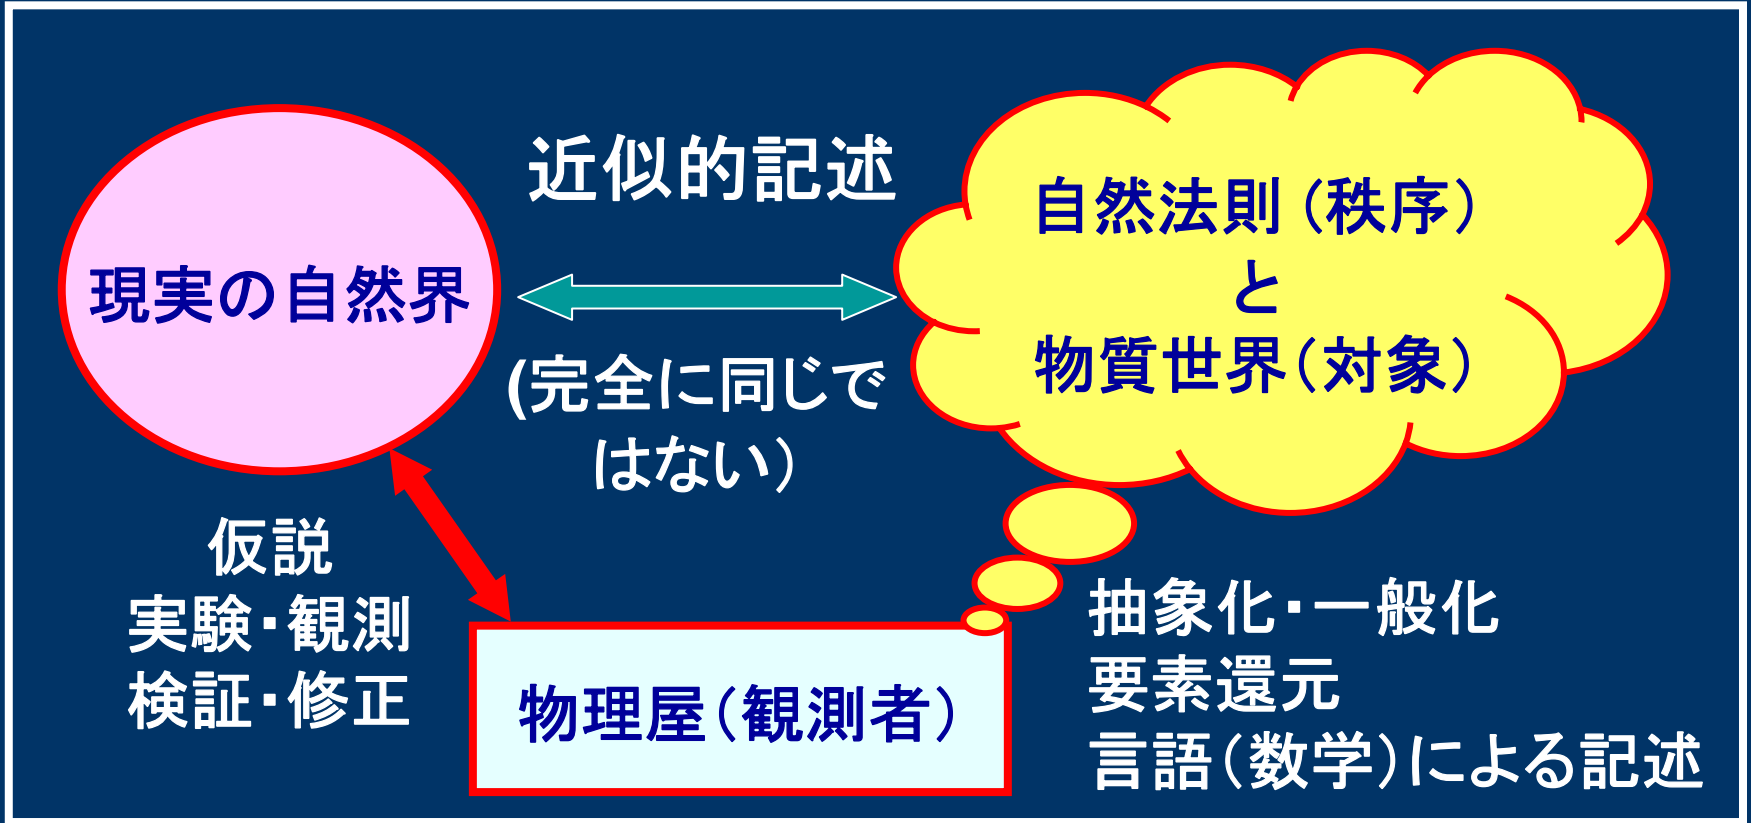 現実の自然界
近似的記述
(完全に同じで
はない）
自然法則（秩序）
と
物質世界（対象）
仮説
実験・観測
検証・修正
物理屋（観測者）
抽象化・一般化
要素還元
言語（数学）による記述